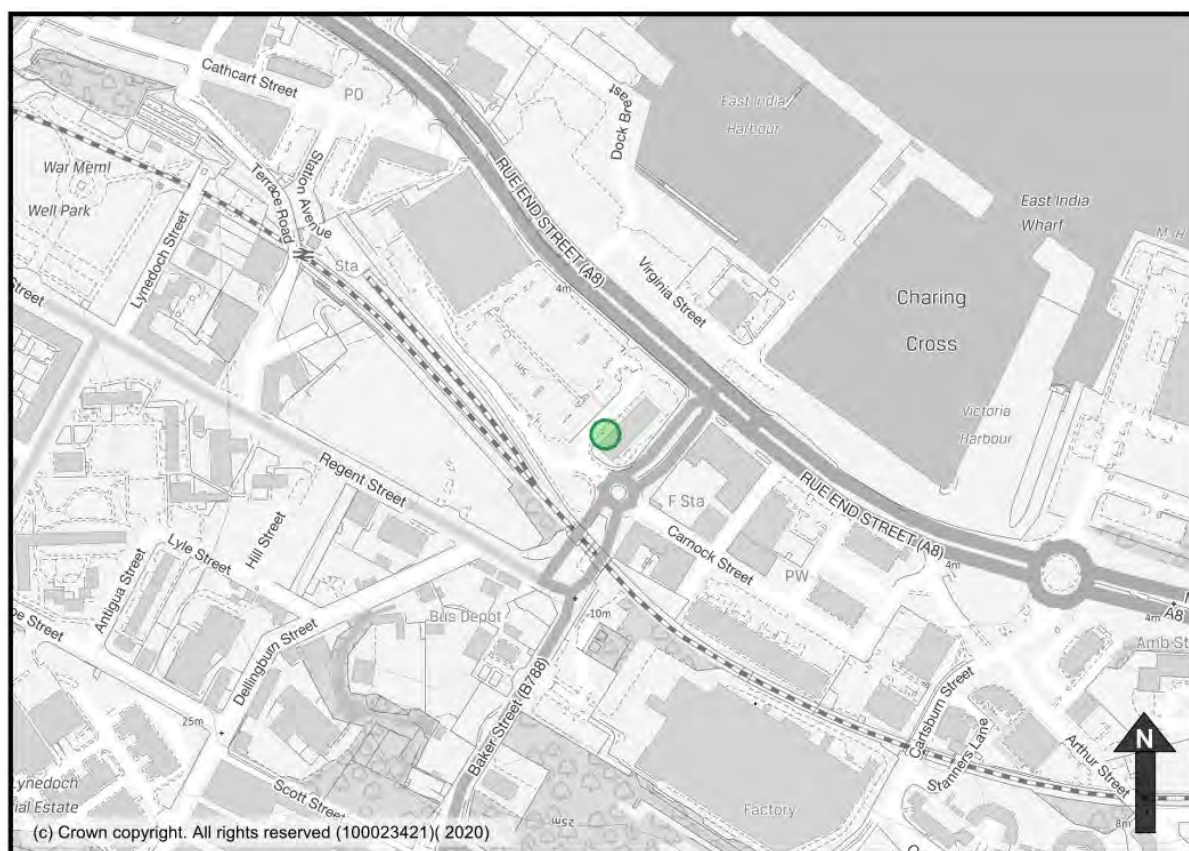 Cathcart Street
PO
Dock Breast
East India
Harbour
War Meml
Well Park
Station Avenue
Terrace Road
Lynedoch Street
Sta
RUE END STREET (A8)
4m
Virginia Street
East India
Wharf
Charing
Cross
Victoria
Harbour
Street
Regent Street
Hill Street
Lyle Street
Antigua Street
F Sta
Carnock Street
PW
RUE END STREET (A8)
4m
A8
4m
Amb St
Bus Depot
10m
Dellingburn Street
Baker Street (B788)
25m
Scott Street
Cartsburn Street
Stanners Lane
Arthur Street
Factory
25m
8m
Lynedoch
ial Estate
N
(c) Crown copyright. All rights reserved (100023421)( 2020)